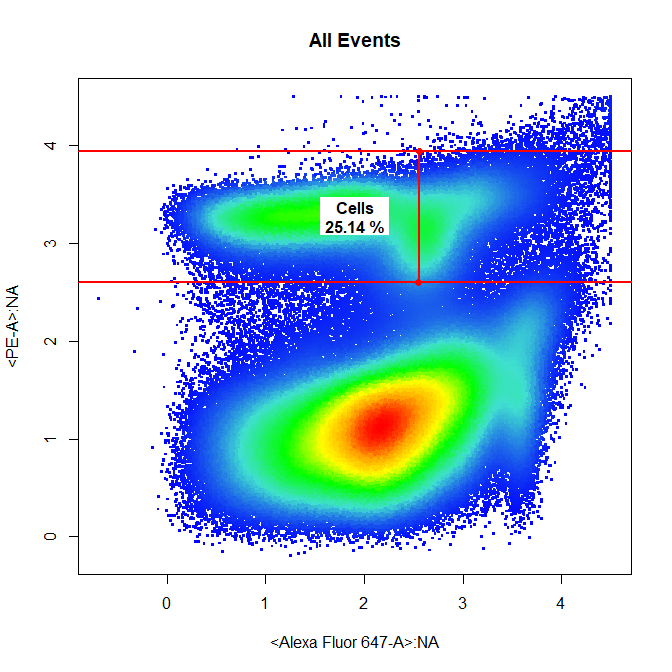 All Events
Cells
25.14 %
4
3
2
1
0
<PE-A>:NA
0 1 2 3 4
<Alexa Fluor 647-A>:NA